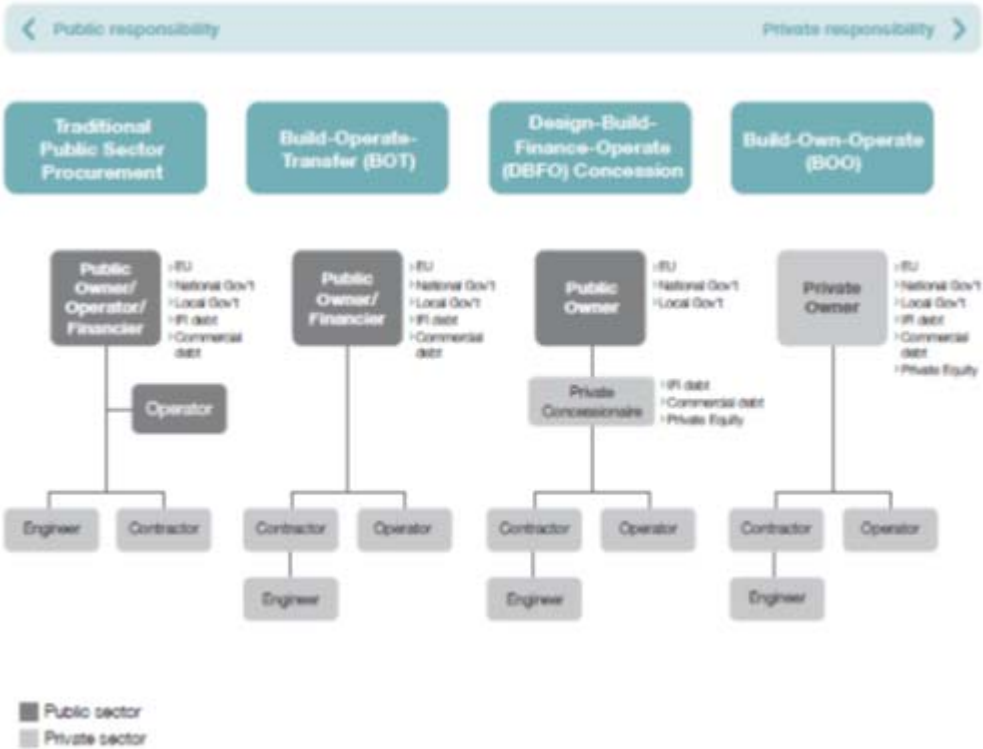 Public responsibility
Private responsibility
Traditional
Public Sector
Procurement
Build-Operate-
Transfer (BOT)
Design-Build-
Finance-Operate
(DBFO) Concession
Build-Own-Operate
(BOO)
Public
Owner/
Operator/
Financier
› EU
› National Gov't
› Local Gov't
› IFI debt
› Commercial
debt
Operator
Engineer
Contractor
Public
Owner/
Financier
› EU
› National Gov't
› Local Gov't
› IFI debt
› Commercial
debt
Contractor
Operator
Engineer
Public
Owner
› EU
› National Gov't
› Local Gov't
Private
Concessionaire
› IFI debt
› Commercial debt
› Private Equity
Contractor
Operator
Engineer
Private
Owner
› EU
› National Gov't
› Local Gov't
› IFI debt
› Commercial
debt
› Private Equity
Contractor
Operator
Engineer
Public sector
Private sector